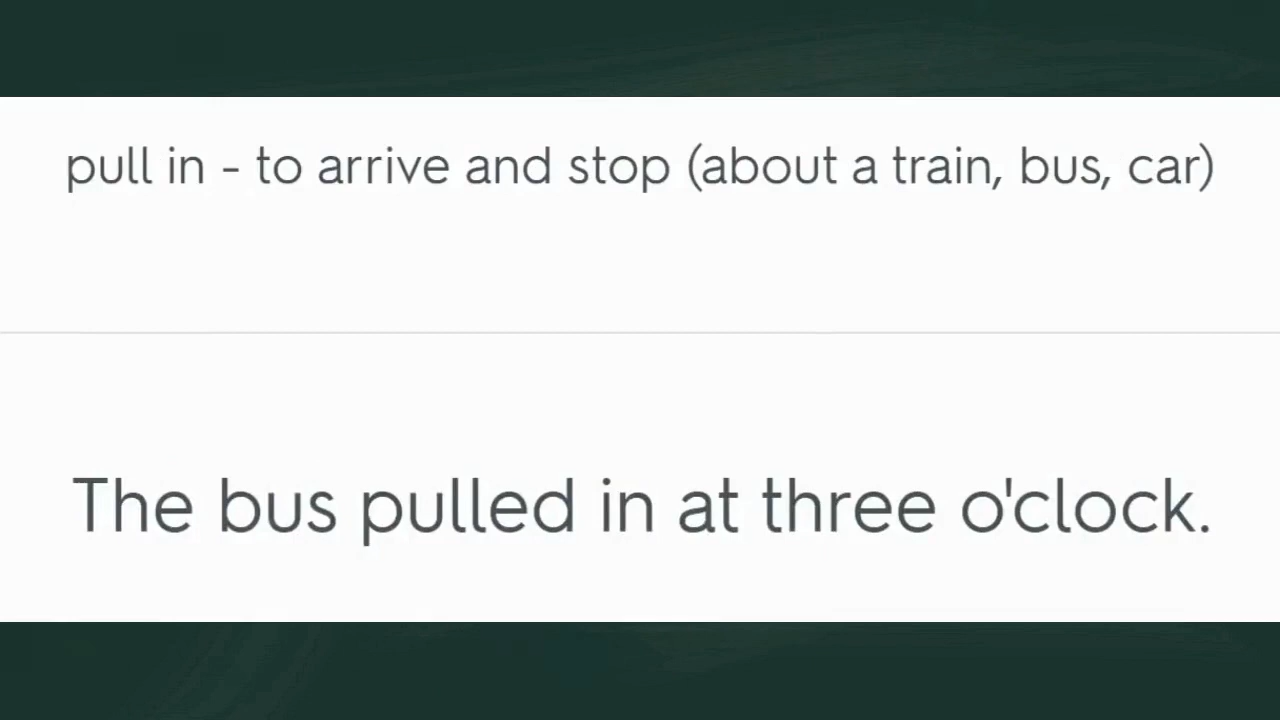 pull in - to arrive and stop (about a train, bus, car)
The bus pulled in at three o'clock.